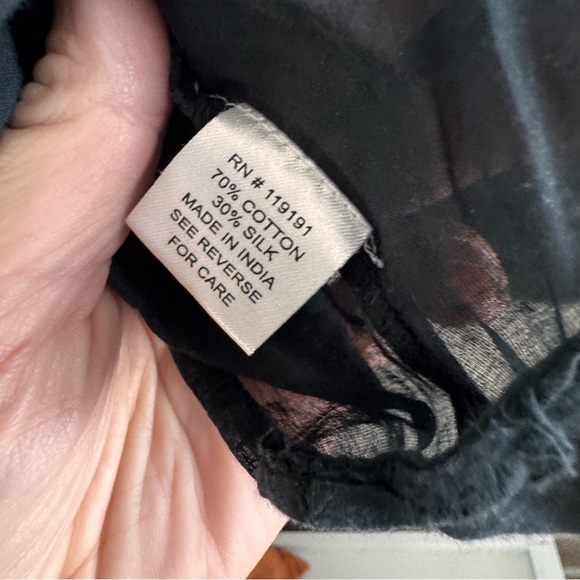 RN # 119191
70% COTTON
30% SILK
MADE IN INDIA
SEE REVERSE
FOR CARE